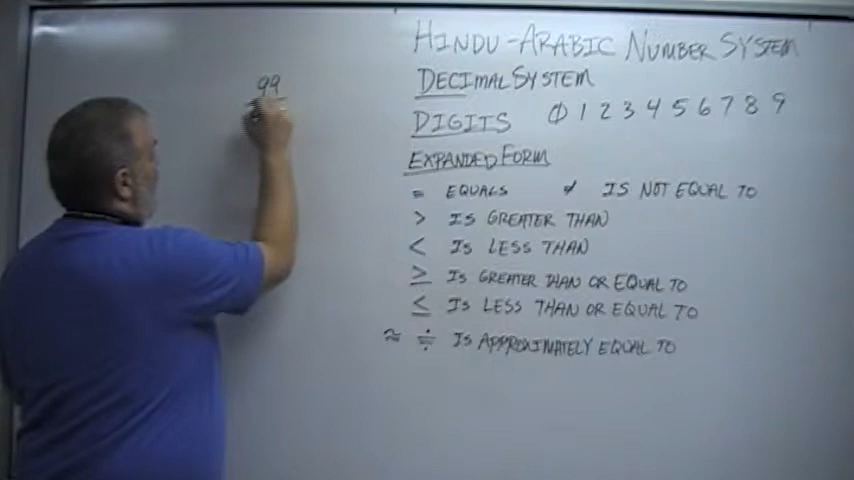 HINDU-ARABIC NUMBER SYSTEM
99
DECIMAL SYSTEM
DIGITS 0 1 2 3 4 5 6 7 8 9
EXPANDED FORM
= EQUALS ≠ IS NOT EQUAL TO
> IS GREATER THAN
< IS LESS THAN
≥ IS GREATER THAN OR EQUAL TO
≤ IS LESS THAN OR EQUAL TO
≅ ≑ IS APPROXIMATELY EQUAL TO